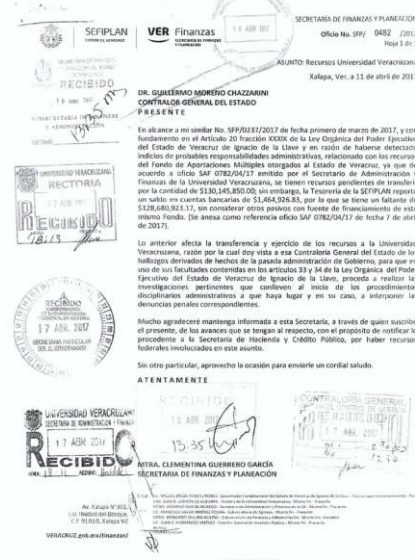 SECRETARÍA DE FINANZAS Y PLANEACIÓN
SEFIPLAN
VER Finanzas
Oficio No. SFP/ 0482 /2017
Hoja 1 de
ASUNTO: Recursos Universidad Veracruzana
Xalapa, Ver. a 11 de abril de 2017
RECIBIDO
DR. GUILLERMO MORENO CHAZZARINI
CONTRALOR GENERAL DEL ESTADO
P R E S E N T E
En alcance a mi similar No. SFP/0237/2017 de fecha primero de marzo de 2017, y con
fundamento en el Artículo 20 fracción XXXIX de la Ley Orgánica del Poder Ejecutivo
del Estado de Veracruz de Ignacio de la Llave y en razón de haberse detectado
indicios de probables responsabilidades administrativas, relacionado con los recursos
del Fondo de Aportaciones Múltiples otorgados al Estado de Veracruz, ya que de
acuerdo a oficio SAF 0782/04/17 emitido por el Secretario de Administración y
Finanzas de la Universidad Veracruzana, se tienen recursos pendientes de transferir
por la cantidad de $130,145,850.00; sin embargo, la Tesorería de la SEFIPLAN reporta
un saldo en cuentas bancarias de $1,464,926.83, por lo que se tiene un faltante de
$128,680,923.17, sin considerar otros pasivos con fuente de financiamiento de este
mismo Fondo. (Se anexa como referencia oficio SAF 0782/04/17 de fecha 7 de abril
de 2017).
UNIVERSIDAD VERACRUZANA
RECTORIA
17 ABR. 2017
RECIBIDO
Lo anterior afecta la transferencia y ejercicio de los recursos a la Universidad
Veracruzana, razón por la cual doy vista a esa Contraloría General del Estado de los
hallazgos derivados de hechos de la pasada administración de Gobierno, para que en
uso de sus facultades contenidas en los artículos 33 y 34 de la Ley Orgánica del Poder
Ejecutivo del Estado de Veracruz de Ignacio de la Llave, proceda a realizar las
investigaciones pertinentes que conlleven al inicio de los procedimientos
disciplinarios administrativos a que haya lugar y en su caso, a interponer las
denuncias penales correspondientes.
RECIBIDO
17 ABR. 2017
Mucho agradeceré mantenga informada a esta Secretaría, a través de quien suscribe
el presente, de los avances que se tengan al respecto, con el propósito de notificar lo
procedente a la Secretaría de Hacienda y Crédito Público, por haber recursos
federales involucrados en este asunto.
Sin otro particular, aprovecho la ocasión para enviarle un cordial saludo.
A T E N T A M E N T E
UNIVERSIDAD VERACRUZANA
SECRETARIA DE ADMINISTRACION Y FINANZAS
17 ABR. 2017
RECIBIDO
13:35
CONTRALORÍA GENERAL
17 ABR. 2017
MTRA. CLEMENTINA GUERRERO GARCÍA
SECRETARIA DE FINANZAS Y PLANEACIÓN
Av. Xalapa N°301,
Col. Unidad del Bosque,
C.P. 91010, Xalapa VZ
VERACRUZ.gob.mx/finanzas/